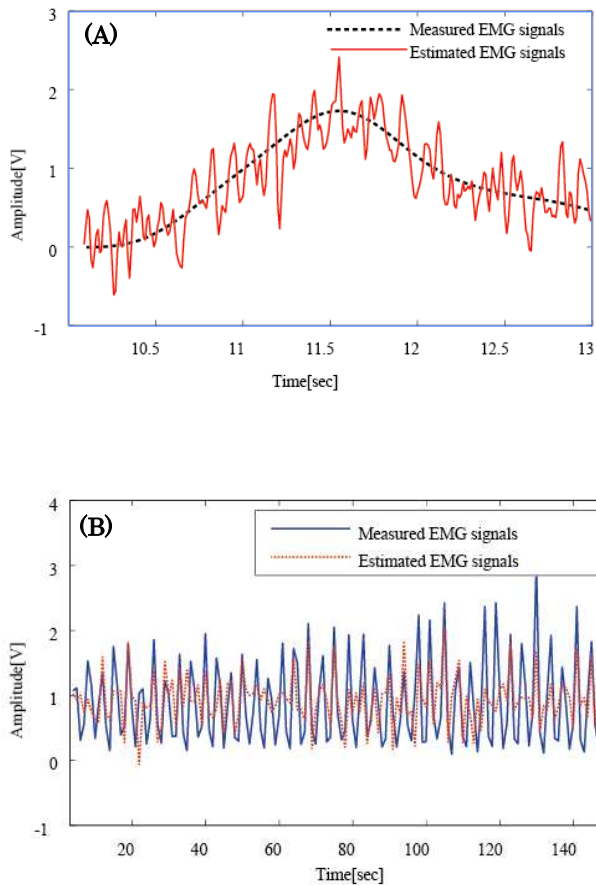 (A)
Measured EMG signals
Estimated EMG signals
3
2
1
0
-1
Amplitude[V]
10.5 11 11.5 12 12.5 13
Time[sec]
(B)
Measured EMG signals
Estimated EMG signals
4
3
2
1
0
-1
Amplitude[V]
20 40 60 80 100 120 140
Time[sec]